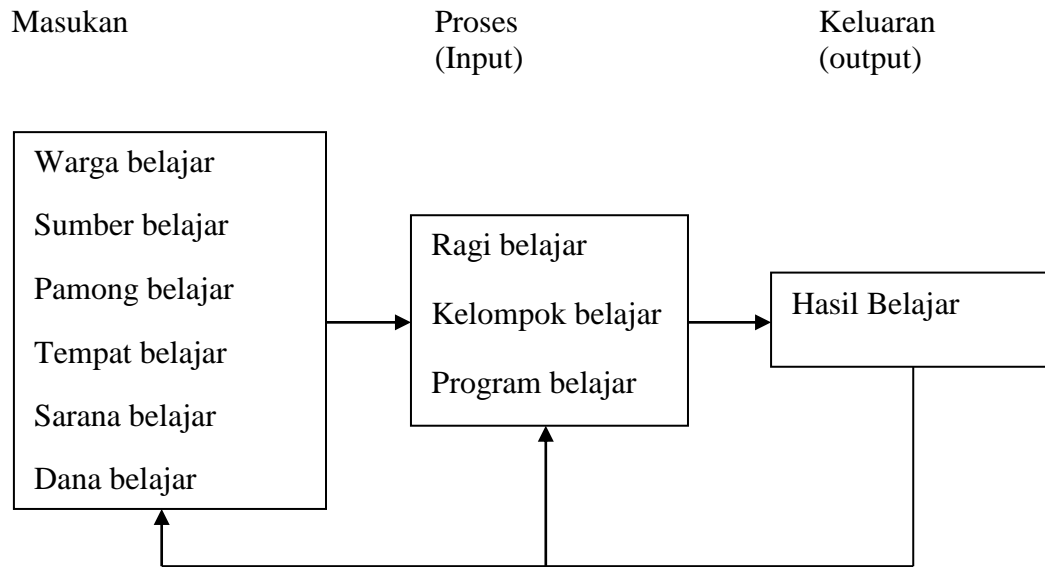 Masukan
Proses
(Input)
Keluaran
(output)
Warga belajar
Sumber belajar
Pamong belajar
Tempat belajar
Sarana belajar
Dana belajar
Ragi belajar
Kelompok belajar
Program belajar
Hasil Belajar